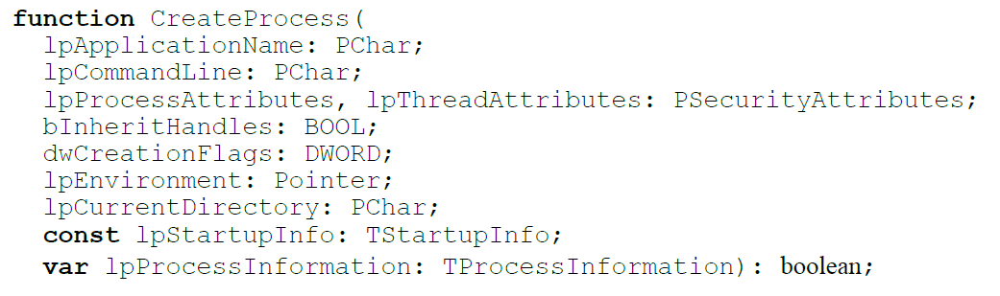 function CreateProcess(
lpApplicationName: PChar;
lpCommandLine: PChar;
lpProcessAttributes, lpThreadAttributes: PSecurityAttributes;
bInheritHandles: BOOL;
dwCreationFlags: DWORD;
lpEnvironment: Pointer;
lpCurrentDirectory: PChar;
const lpStartupInfo: TStartupInfo;
var lpProcessInformation: TProcessInformation): boolean;